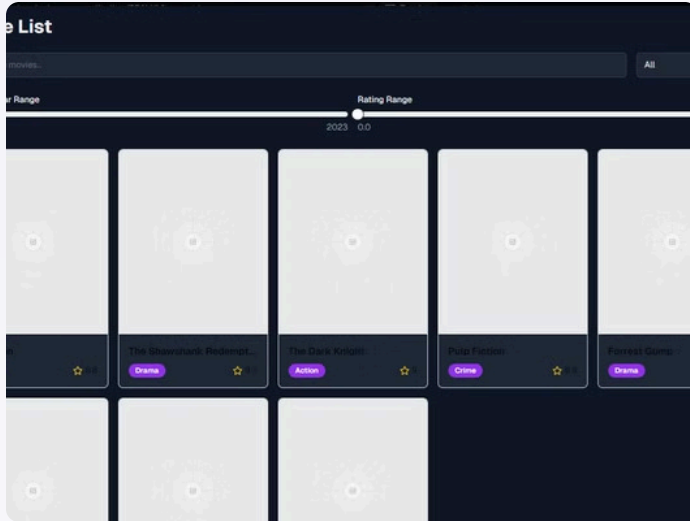 e List
movies..
All
ar Range
Rating Range
2023
0.0
The Shawshank Redempt...
The Dark Knight
Pulp Fiction
Forrest Gump
Drama
Action
Crime
Drama